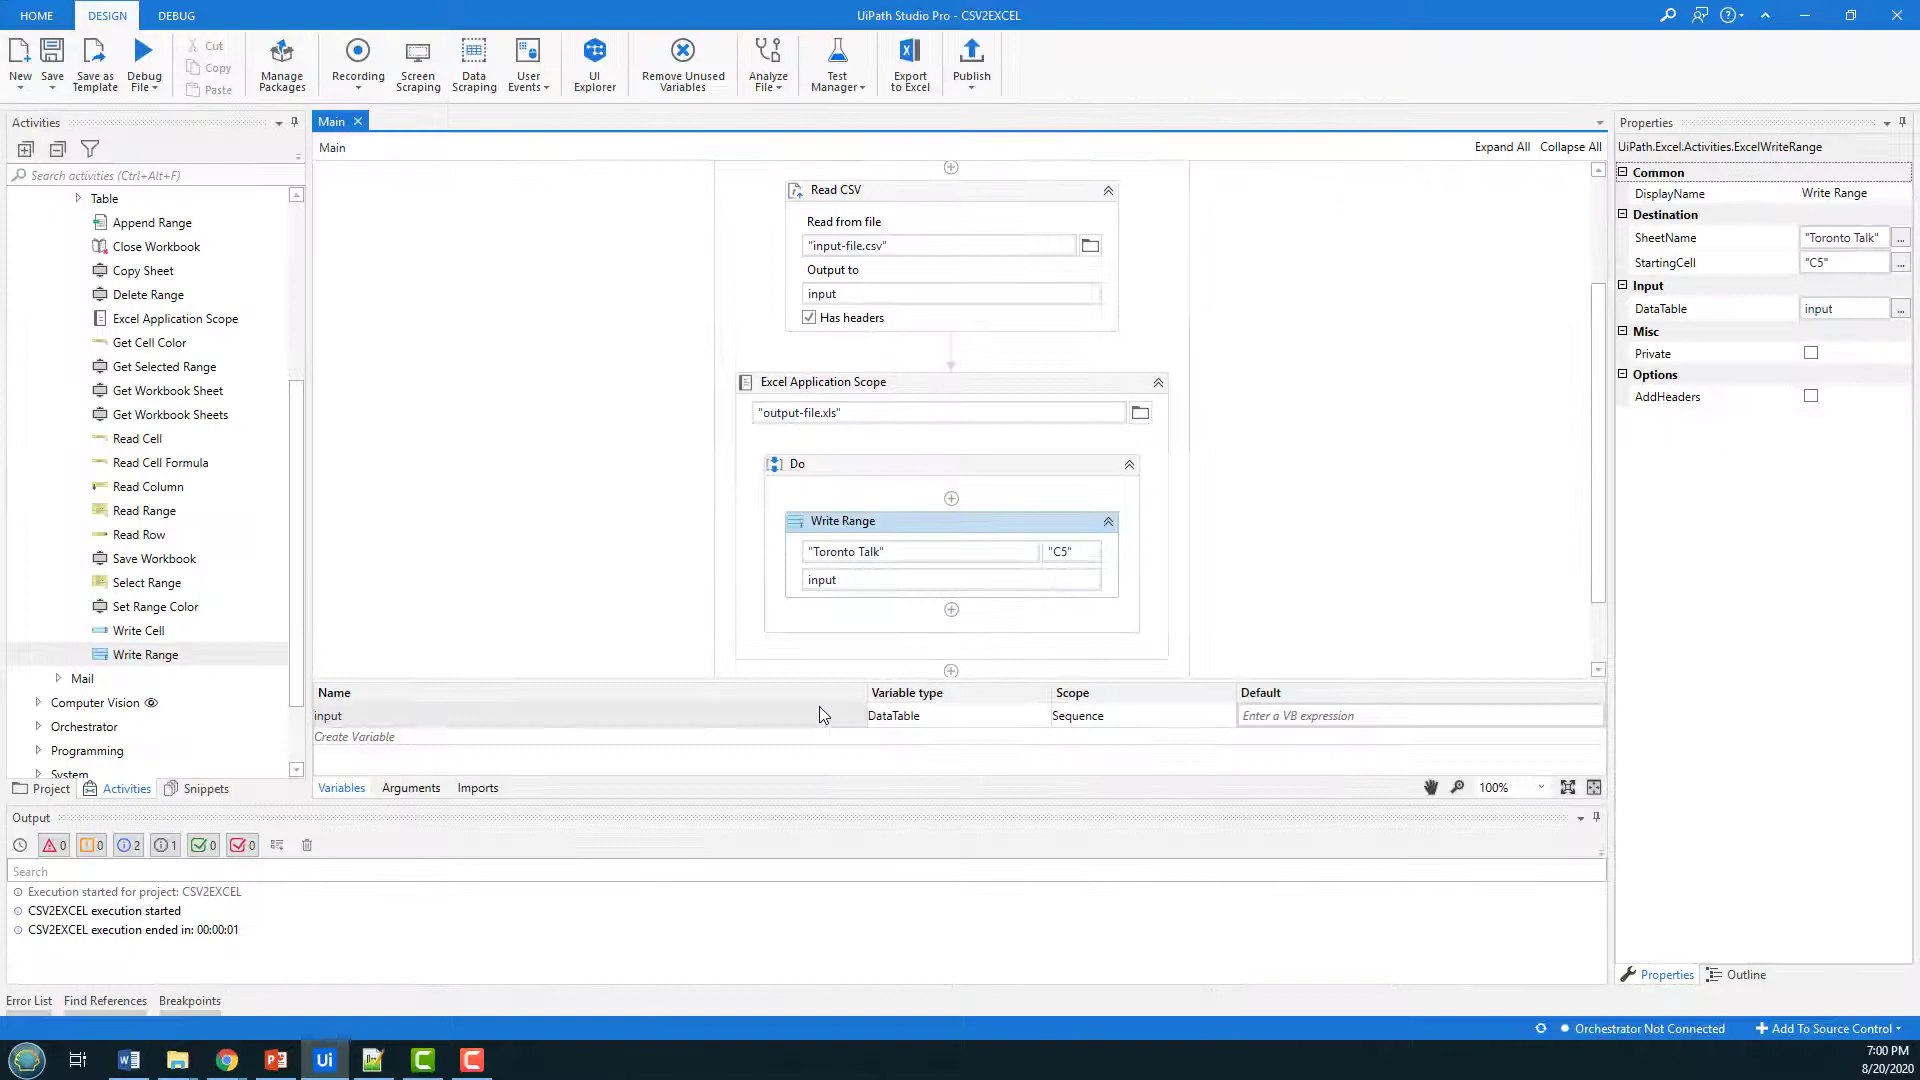 HOME DESIGN DEBUG UiPath Studio Pro - CSV2EXCEL
New Save Save as Template Debug File
Cut
Copy
Paste
Manage Packages Recording Screen Scraping Data Scraping User Events UI Explorer Remove Unused Variables Analyze File Test Manager Export to Excel Publish
Activities
Search activities (Ctrl+Alt+F)
Table
Append Range
Close Workbook
Copy Sheet
Delete Range
Excel Application Scope
Get Cell Color
Get Selected Range
Get Workbook Sheet
Get Workbook Sheets
Read Cell
Read Cell Formula
Read Column
Read Range
Read Row
Save Workbook
Select Range
Set Range Color
Write Cell
Write Range
Mail
Computer Vision
Orchestrator
Programming
System
Project Activities Snippets
Main
Main Expand All Collapse All
Read CSV
Read from file
"input-file.csv"
Output to
input
Has headers
Excel Application Scope
"output-file.xls"
Do
Write Range
"Toronto Talk" "C5"
input
Name Variable type Scope Default
input DataTable Sequence Enter a VB expression
Create Variable
Variables Arguments Imports 100%
Properties
UiPath.Excel.Activities.ExcelWriteRange
Common
DisplayName Write Range
Destination
SheetName "Toronto Talk" ...
StartingCell "C5" ...
Input
DataTable input ...
Misc
Private
Options
AddHeaders
Properties Outline
Output
0 0 2 1 0 0
Search
Execution started for project: CSV2EXCEL
CSV2EXCEL execution started
CSV2EXCEL execution ended in: 00:00:01
Error List Find References Breakpoints
Orchestrator Not Connected Add To Source Control
Ui
7:00 PM
8/20/2020